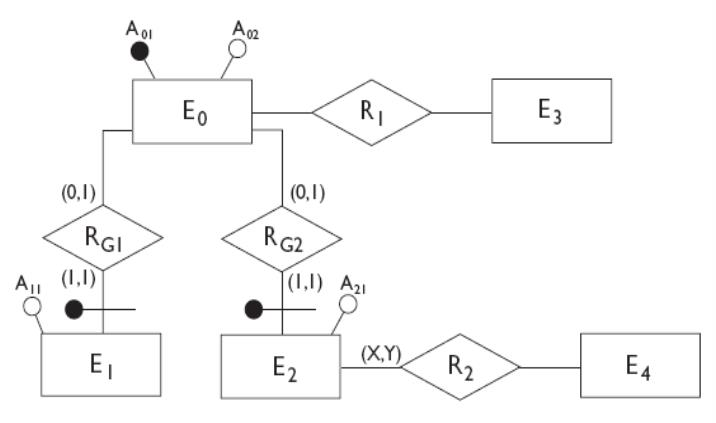 A01 A02
E0 R1 E3
(0,1) (0,1)
RG1 RG2
(1,1) (1,1)
A11 A21
E1 E2 (X,Y) R2 E4